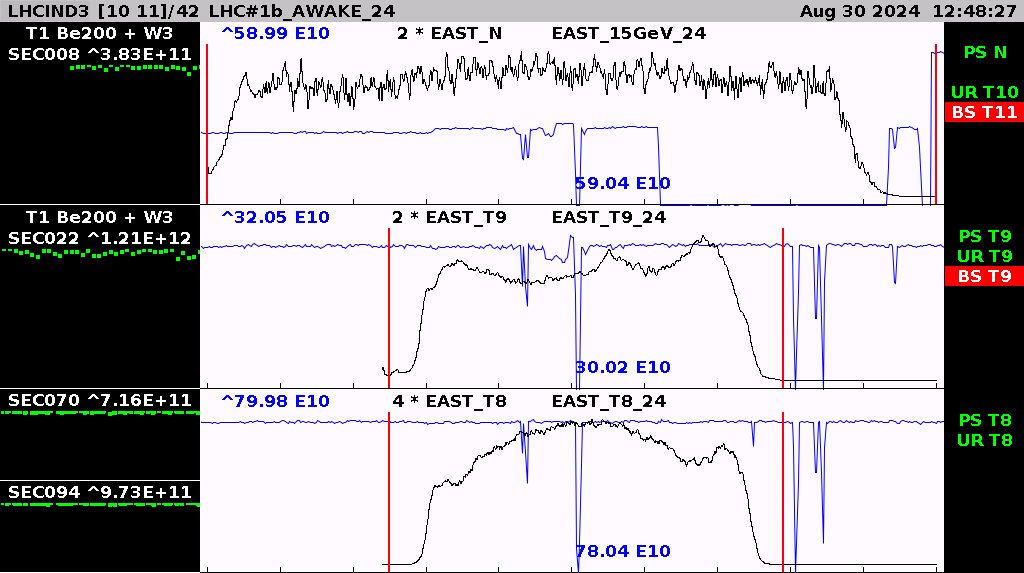 LHCIND3 [10 11]/42 LHC#1b_AWAKE_24 Aug 30 2024 12:48:27
T1 Be200 + W3 ^58.99 E10 2 * EAST_N EAST_15GeV_24
SEC008 ^3.83E+11 PS N
UR T10
BS T11
59.04 E10
T1 Be200 + W3 ^32.05 E10 2 * EAST_T9 EAST_T9_24
SEC022 ^1.21E+12 PS T9
UR T9
BS T9
30.02 E10
SEC070 ^7.16E+11 ^79.98 E10 4 * EAST_T8 EAST_T8_24
PS T8
UR T8
SEC094 ^9.73E+11
78.04 E10